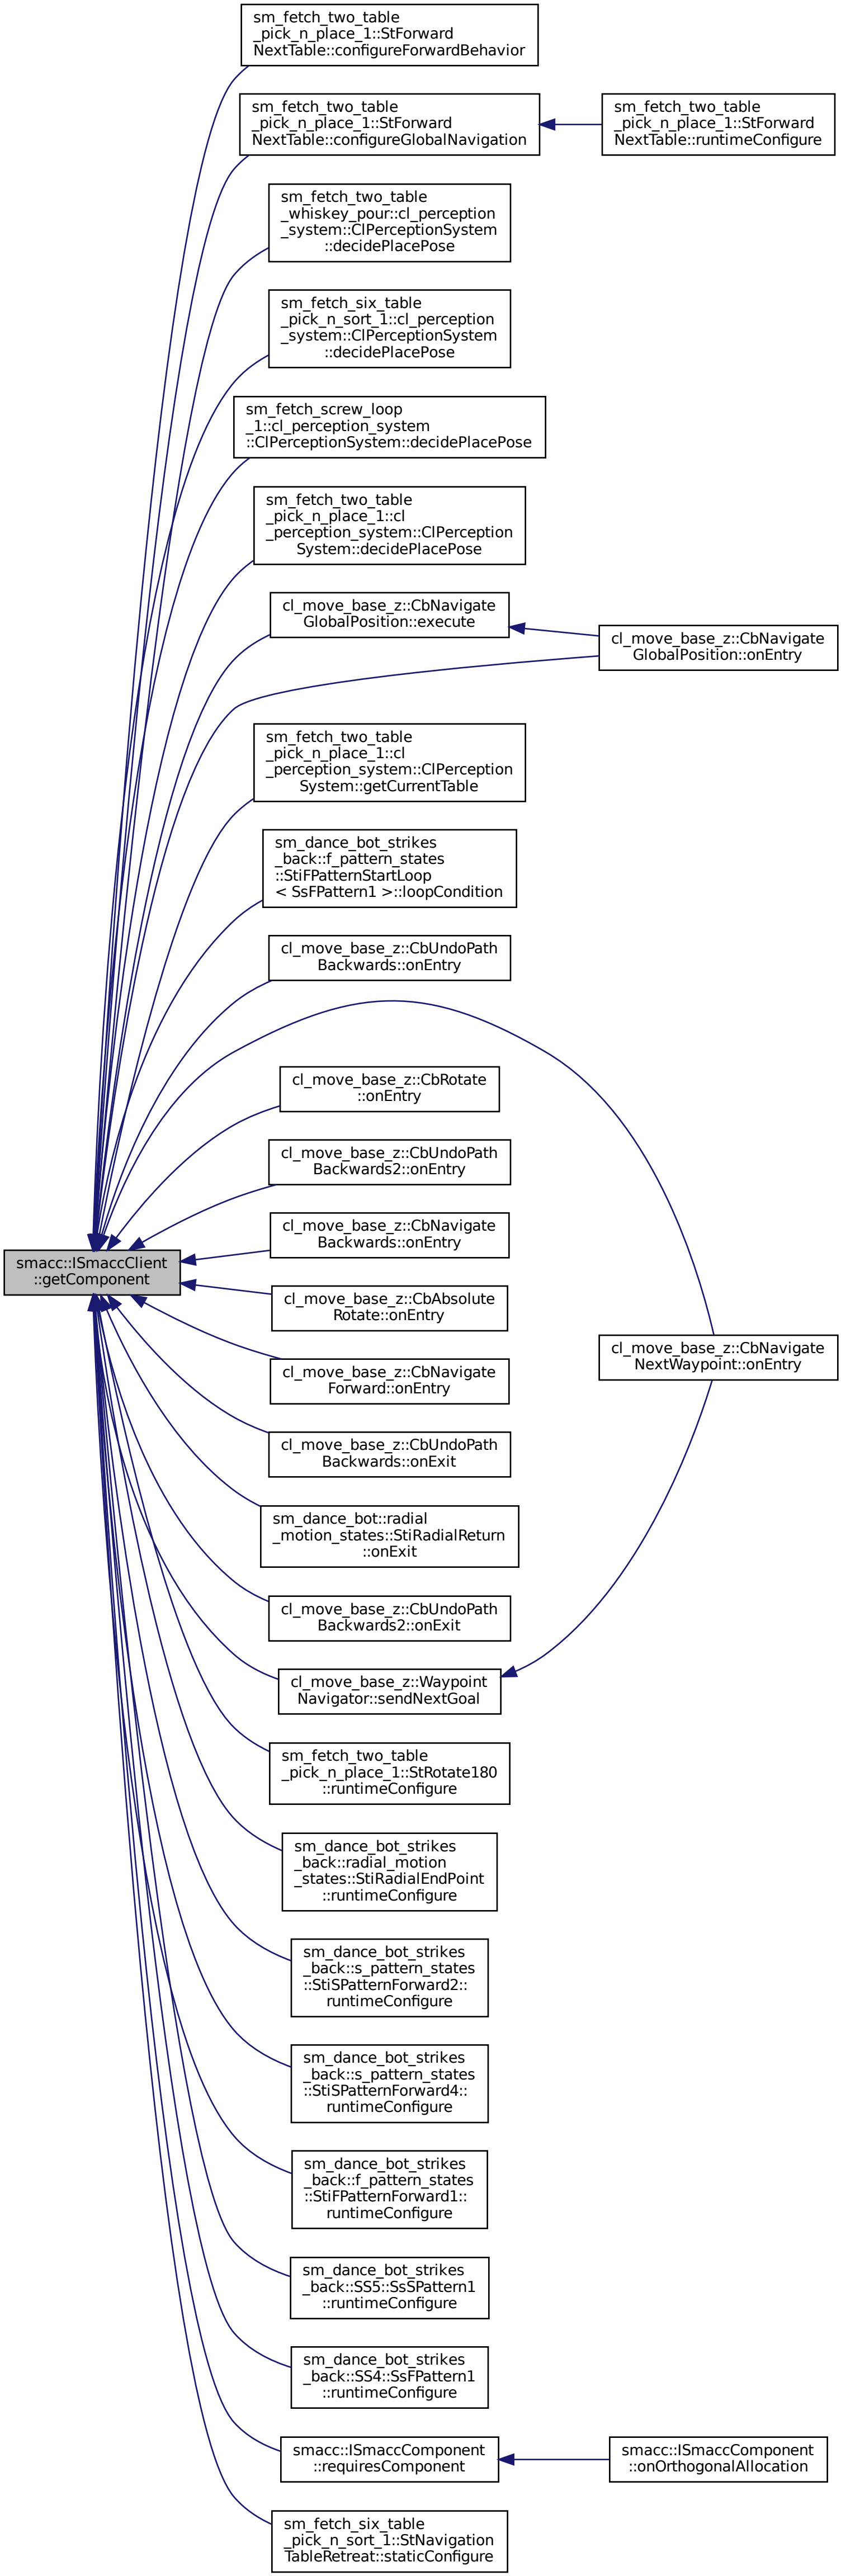 sm_fetch_two_table
_pick_n_place_1::StForward
NextTable::configureForwardBehavior
sm_fetch_two_table
_pick_n_place_1::StForward
NextTable::configureGlobalNavigation
sm_fetch_two_table
_pick_n_place_1::StForward
NextTable::runtimeConfigure
sm_fetch_two_table
_whiskey_pour::cl_perception
_system::ClPerceptionSystem
::decidePlacePose
sm_fetch_six_table
_pick_n_sort_1::cl_perception
_system::ClPerceptionSystem
::decidePlacePose
sm_fetch_screw_loop
_1::cl_perception_system
::ClPerceptionSystem::decidePlacePose
sm_fetch_two_table
_pick_n_place_1::cl
_perception_system::ClPerception
System::decidePlacePose
cl_move_base_z::CbNavigate
GlobalPosition::execute
cl_move_base_z::CbNavigate
GlobalPosition::onEntry
sm_fetch_two_table
_pick_n_place_1::cl
_perception_system::ClPerception
System::getCurrentTable
sm_dance_bot_strikes
_back::f_pattern_states
::StiFPatternStartLoop
< SsFPattern1 >::loopCondition
cl_move_base_z::CbUndoPath
Backwards::onEntry
cl_move_base_z::CbRotate
::onEntry
cl_move_base_z::CbUndoPath
Backwards2::onEntry
cl_move_base_z::CbNavigate
Backwards::onEntry
smacc::ISmaccClient
::getComponent
cl_move_base_z::CbAbsolute
Rotate::onEntry
cl_move_base_z::CbNavigate
NextWaypoint::onEntry
cl_move_base_z::CbNavigate
Forward::onEntry
cl_move_base_z::CbUndoPath
Backwards::onExit
sm_dance_bot::radial
_motion_states::StiRadialReturn
::onExit
cl_move_base_z::CbUndoPath
Backwards2::onExit
cl_move_base_z::Waypoint
Navigator::sendNextGoal
sm_fetch_two_table
_pick_n_place_1::StRotate180
::runtimeConfigure
sm_dance_bot_strikes
_back::radial_motion
_states::StiRadialEndPoint
::runtimeConfigure
sm_dance_bot_strikes
_back::s_pattern_states
::StiSPatternForward2::
runtimeConfigure
sm_dance_bot_strikes
_back::s_pattern_states
::StiSPatternForward4::
runtimeConfigure
sm_dance_bot_strikes
_back::f_pattern_states
::StiFPatternForward1::
runtimeConfigure
sm_dance_bot_strikes
_back::SS5::SsSPattern1
::runtimeConfigure
sm_dance_bot_strikes
_back::SS4::SsFPattern1
::runtimeConfigure
smacc::ISmaccComponent
::requiresComponent
smacc::ISmaccComponent
::onOrthogonalAllocation
sm_fetch_six_table
_pick_n_sort_1::StNavigation
TableRetreat::staticConfigure